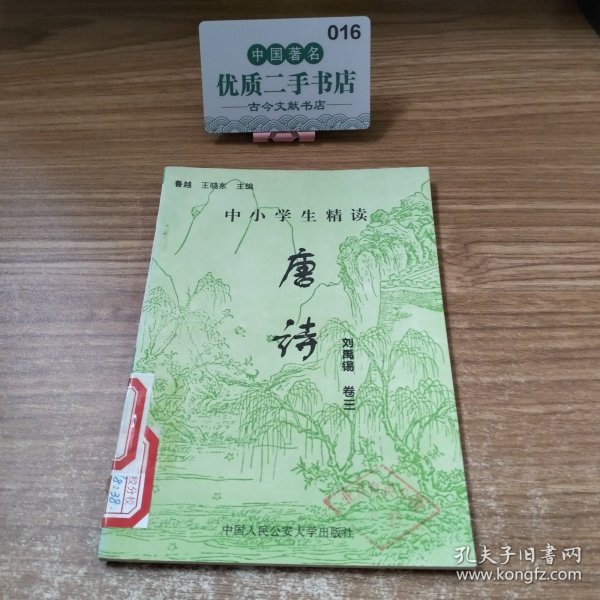 016
中国著名
优质二手书店
古今文献书店
鲁越 王晓东 主编
中小学生精读
唐诗
刘禹锡 卷三
中国人民公安大学出版社
孔夫子旧书网
www.kongfz.com